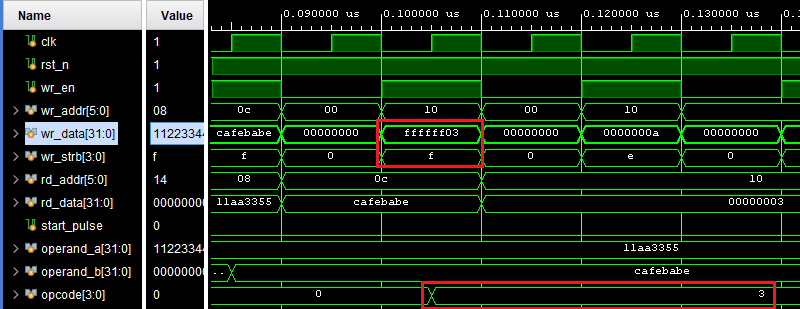 Name Value 0.090000 us 0.100000 us 0.110000 us 0.120000 us 0.130000 us
clk 1
rst_n 1
wr_en 1
wr_addr[5:0] 08 0c 00 10 00 10
wr_data[31:0] 11223344 cafebabe 00000000 ffffff03 00000000 0000000a 00000000
wr_strb[3:0] f f 0 f 0 e 0
rd_addr[5:0] 14 08 0c 10
rd_data[31:0] 00000000 11aa3355 cafebabe 00000003
start_pulse 0
operand_a[31:0] 11223344 11aa3355
operand_b[31:0] 00000000 .. cafebabe
opcode[3:0] 0 0 3